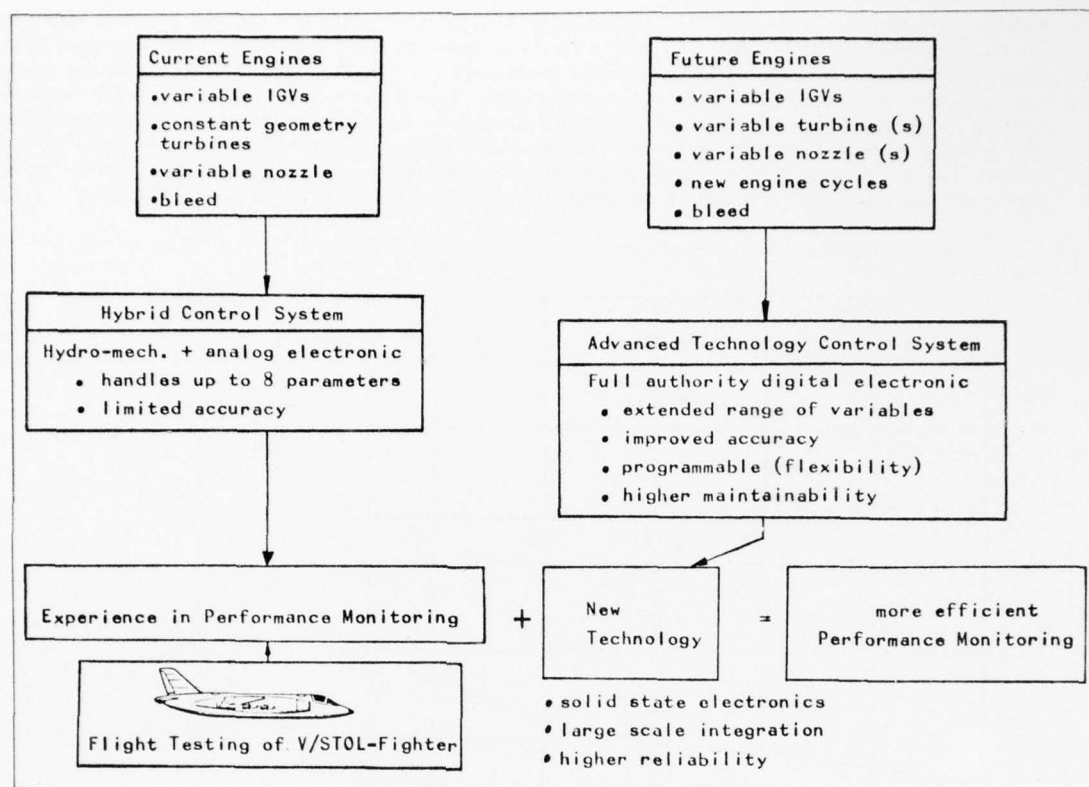 Current Engines
•variable IGVs
•constant geometry
turbines
•variable nozzle
•bleed
Future Engines
• variable IGVs
• variable turbine (s)
• variable nozzle (s)
• new engine cycles
• bleed
Hybrid Control System
Hydro-mech. + analog electronic
• handles up to 8 parameters
• limited accuracy
Advanced Technology Control System
Full authority digital electronic
• extended range of variables
• improved accuracy
• programmable (flexibility)
• higher maintainability
Experience in Performance Monitoring
+
New
Technology
=
more efficient
Performance Monitoring
Flight Testing of V/STOL-Fighter
• solid state electronics
• large scale integration
• higher reliability